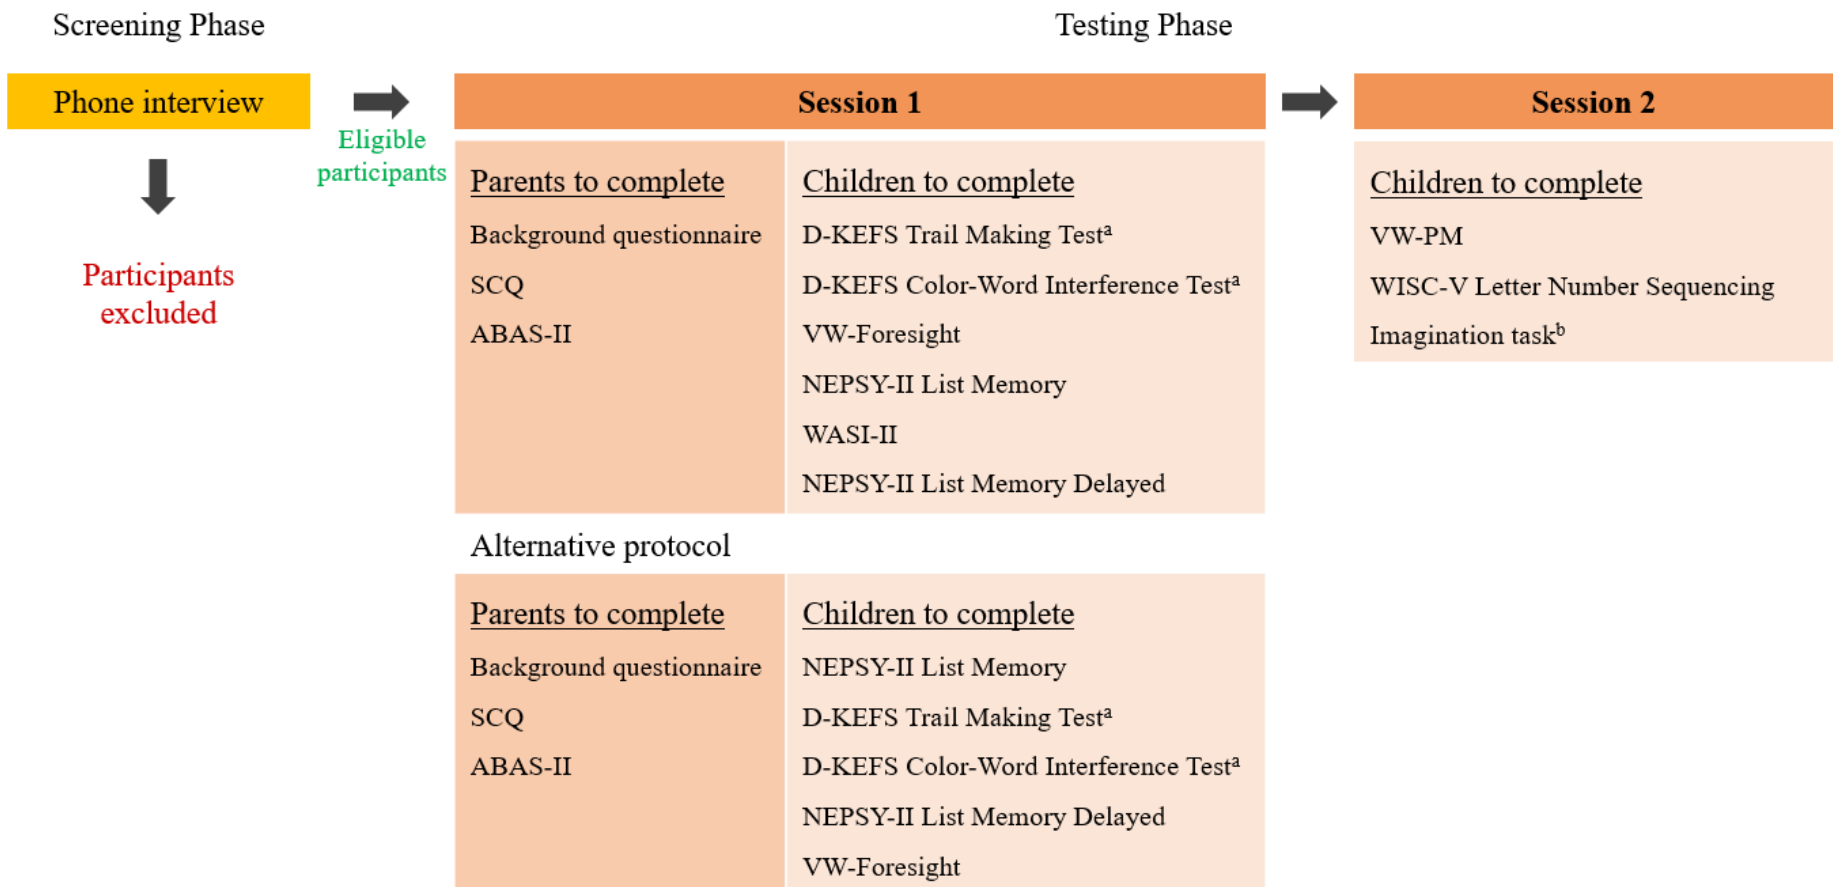 Screening Phase
Testing Phase
Phone interview
Eligible
participants
Participants
excluded
Session 1
Parents to complete
Background questionnaire
SCQ
ABAS-II
Children to complete
D-KEFS Trail Making Testᵃ
D-KEFS Color-Word Interference Testᵃ
VW-Foresight
NEPSY-II List Memory
WASI-II
NEPSY-II List Memory Delayed
Alternative protocol
Parents to complete
Background questionnaire
SCQ
ABAS-II
Children to complete
NEPSY-II List Memory
D-KEFS Trail Making Testᵃ
D-KEFS Color-Word Interference Testᵃ
NEPSY-II List Memory Delayed
VW-Foresight
Session 2
Children to complete
VW-PM
WISC-V Letter Number Sequencing
Imagination taskᵇ